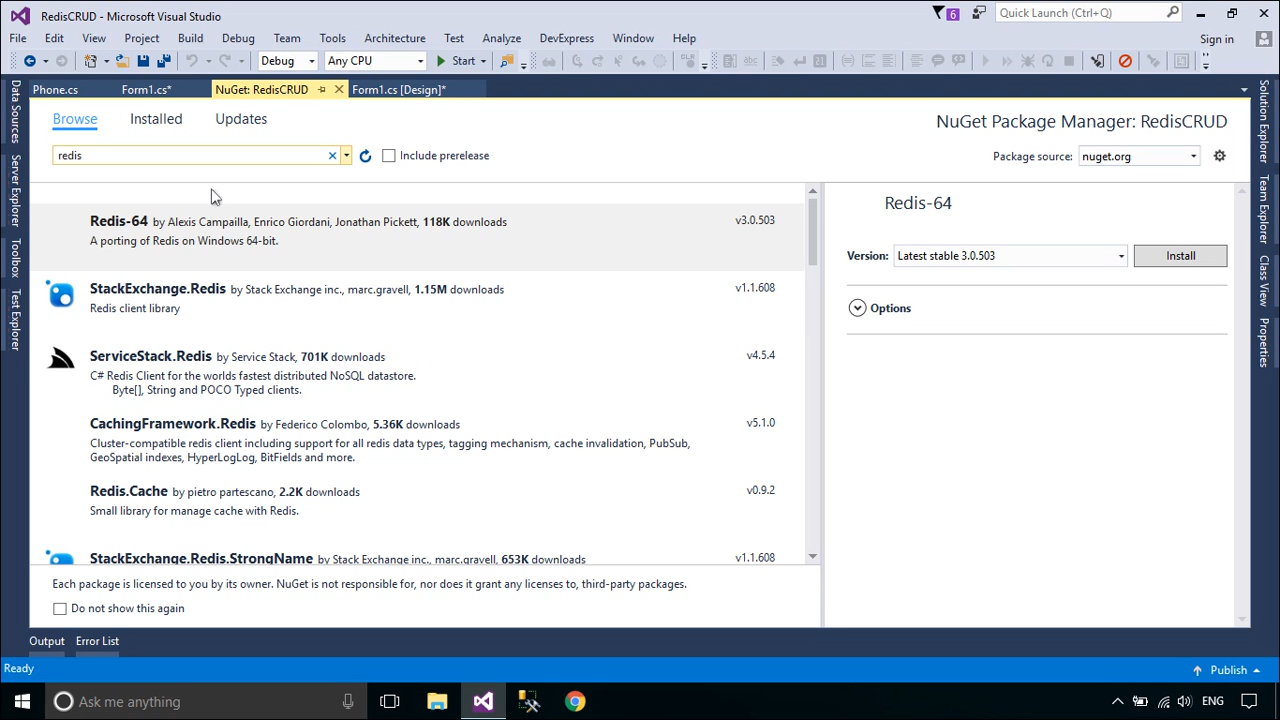 RedisCRUD - Microsoft Visual Studio
6
Quick Launch (Ctrl+Q)
File Edit View Project Build Debug Team Tools Architecture Test Analyze DevExpress Window Help
Sign in
Debug Any CPU Start
Phone.cs Form1.cs* NuGet: RedisCRUD Form1.cs [Design]*
Data Sources
Server Explorer
Toolbox
Test Explorer
Browse Installed Updates
NuGet Package Manager: RedisCRUD
redis
Include prerelease
Package source: nuget.org
Redis-64 by Alexis Campailla, Enrico Giordani, Jonathan Pickett, 118K downloads v3.0.503
A porting of Redis on Windows 64-bit.
StackExchange.Redis by Stack Exchange inc., marc.gravell, 1.15M downloads v1.1.608
Redis client library
ServiceStack.Redis by Service Stack, 701K downloads v4.5.4
C# Redis Client for the worlds fastest distributed NoSQL datastore.
Byte[], String and POCO Typed clients.
CachingFramework.Redis by Federico Colombo, 5.36K downloads v5.1.0
Cluster-compatible redis client including support for all redis data types, tagging mechanism, cache invalidation, PubSub,
GeoSpatial indexes, HyperLogLog, BitFields and more.
Redis.Cache by pietro partescano, 2.2K downloads v0.9.2
Small library for manage cache with Redis.
StackExchange.Redis.StrongName by Stack Exchange inc., marc.gravell, 653K downloads v1.1.608
Each package is licensed to you by its owner. NuGet is not responsible for, nor does it grant any licenses to, third-party packages.
Do not show this again
Redis-64
Version: Latest stable 3.0.503 Install
Options
Solution Explorer
Team Explorer
Class View
Properties
Output Error List
Ready
Publish
Ask me anything
ENG